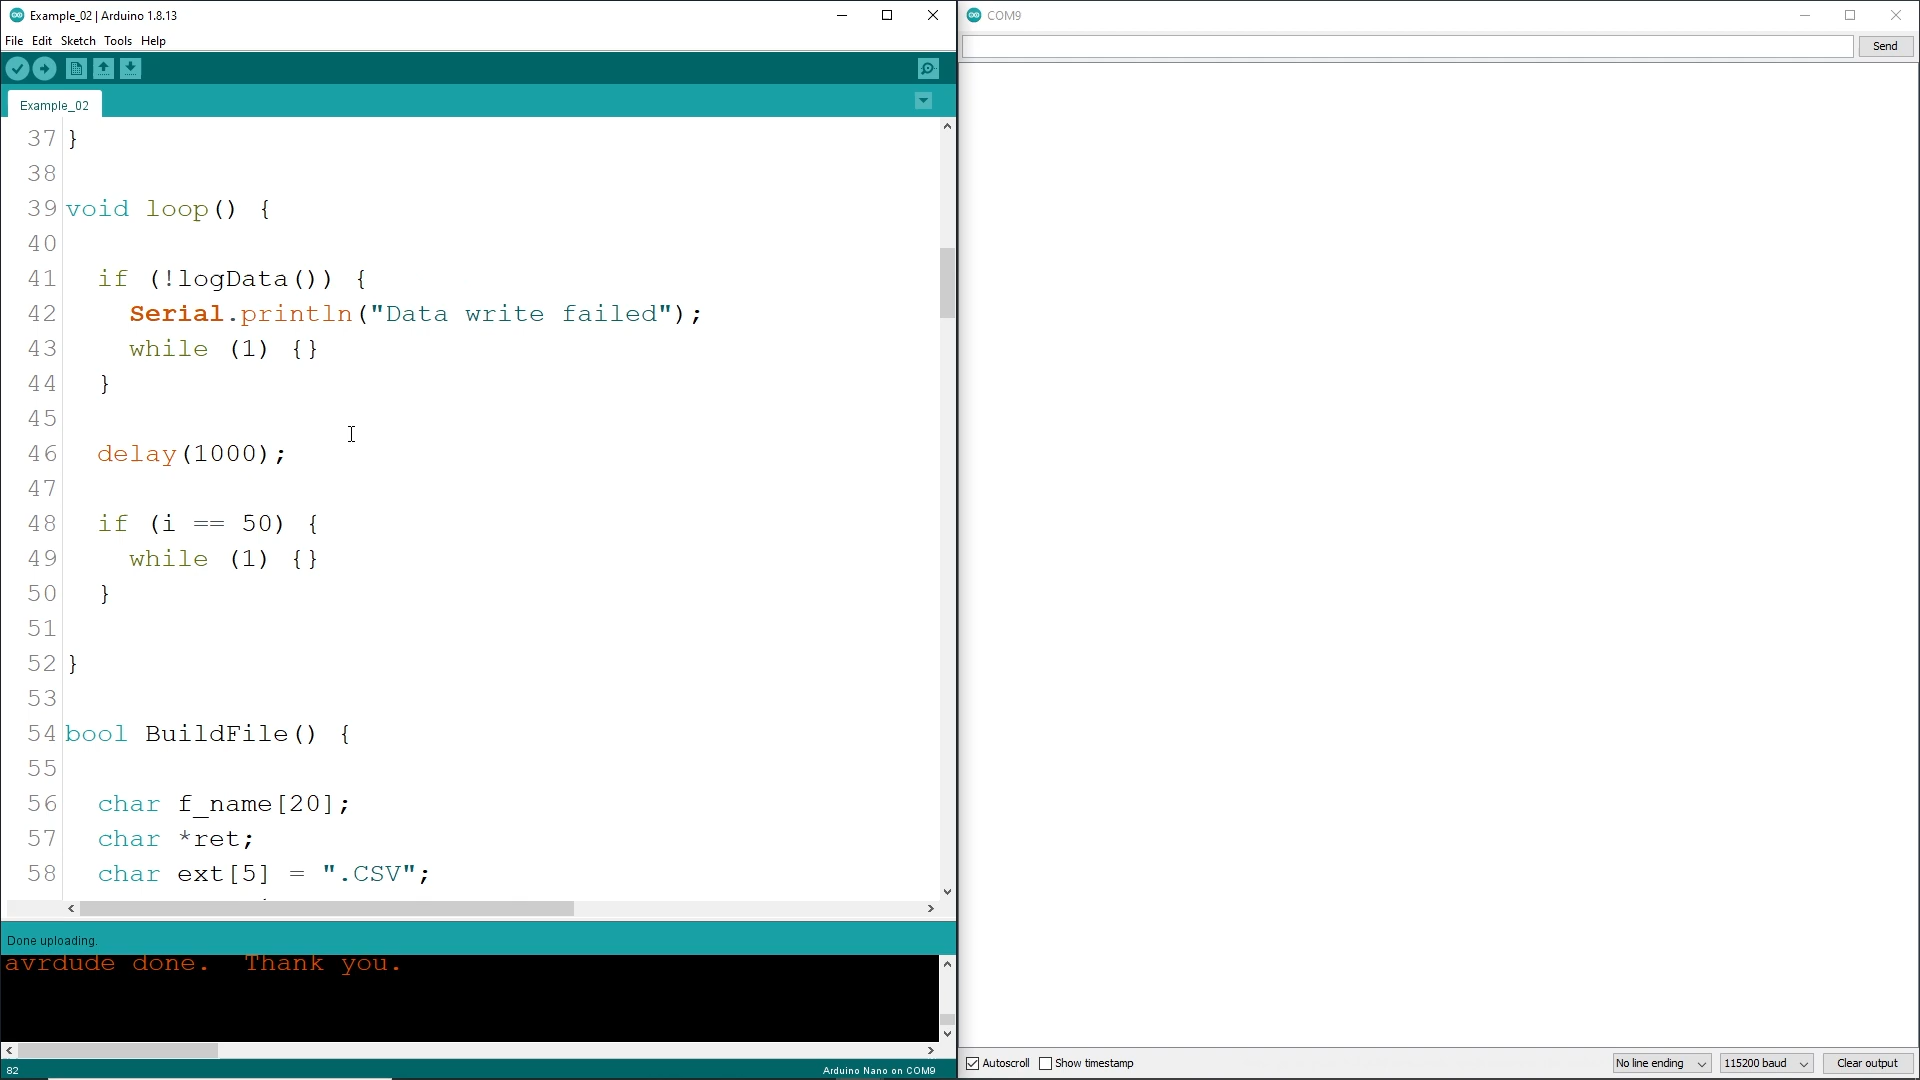 Example_02 | Arduino 1.8.13
File Edit Sketch Tools Help
Example_02
37 }
38
39 void loop() {
40
41 if (!logData()) {
42 Serial.println("Data write failed");
43 while (1) {}
44 }
45
46 delay(1000);
47
48 if (i == 50) {
49 while (1) {}
50 }
51
52 }
53
54 bool BuildFile() {
55
56 char f_name[20];
57 char *ret;
58 char ext[5] = ".CSV";
Done uploading.
avrdude done. Thank you.
82 Arduino Nano on COM9
COM9
Send
Autoscroll Show timestamp No line ending 115200 baud Clear output